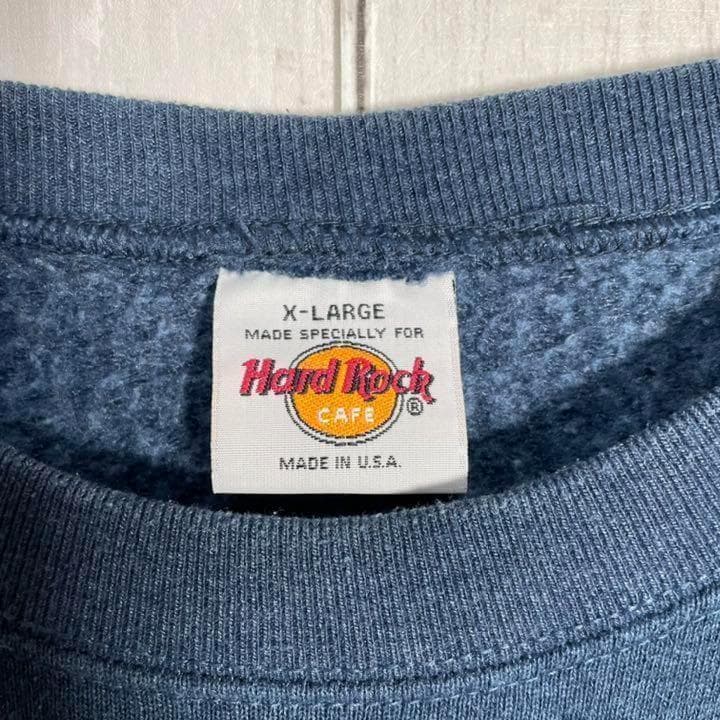 X-LARGE
MADE SPECIALLY FOR
Hard Rock
CAFE ®
MADE IN U.S.A.